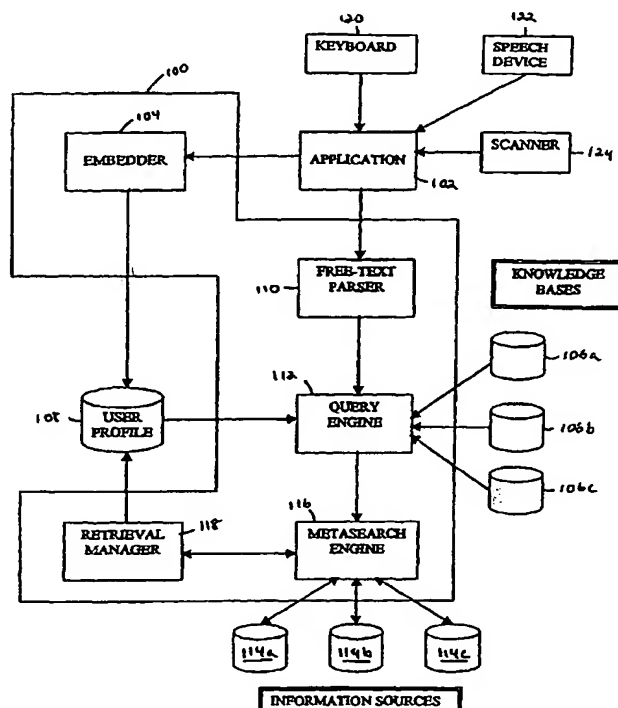 120
122
KEYBOARD
SPEECH
DEVICE
100
104
EMBEDDER
APPLICATION
SCANNER
124
102
FREE-TEXT
PARSER
110
KNOWLEDGE
BASES
106a
112
108
USER
PROFILE
QUERY
ENGINE
106b
106c
116
118
RETRIEVAL
MANAGER
METASEARCH
ENGINE
114a
114b
114c
INFORMATION SOURCES